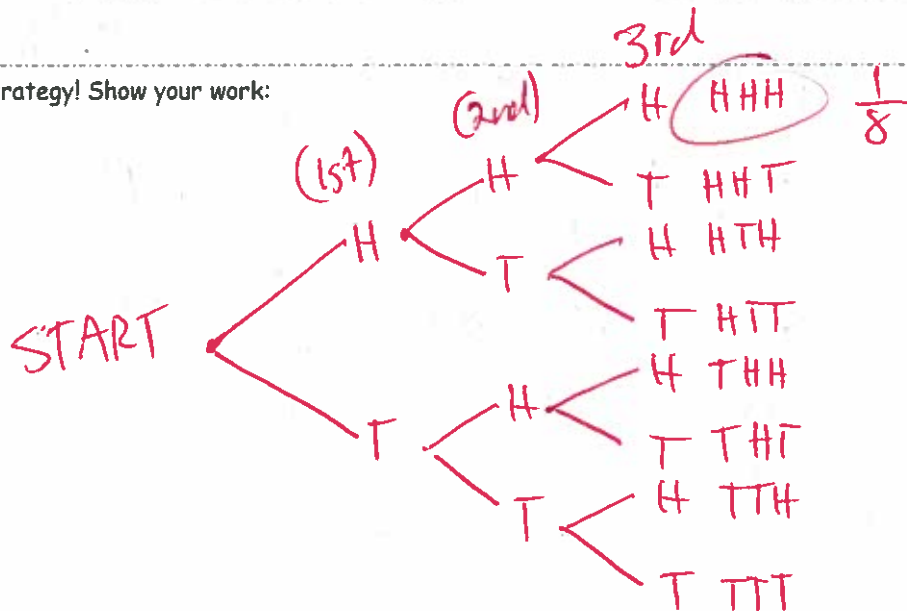 3rd
rategy! Show your work:
(2nd)
H HHH 1/8
(1st)
H
T HHT
H
H HTH
T
START
T HTT
H THH
H
T
T THT
H TTH
T
T TTT